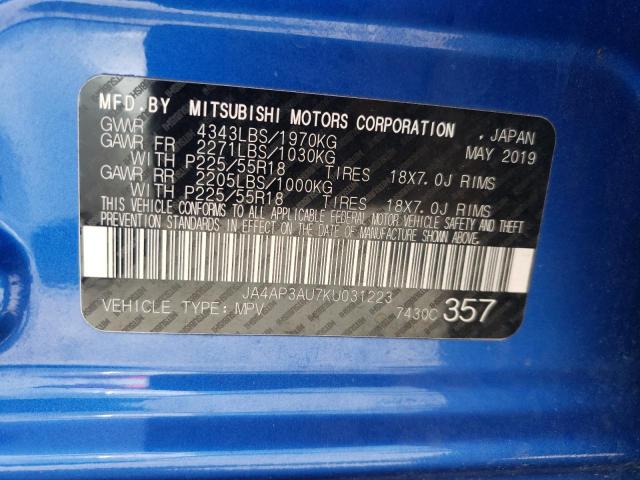 MFD.BY MITSUBISHI MOTORS CORPORATION , JAPAN
GVWR 4343LBS/1970KG MAY 2019
GAWR FR 2271LBS/1030KG
WITH P225/55R18 TIRES 18X7.0J RIMS
GAWR RR 2205LBS/1000KG
WITH P225/55R18 TIRES 18X7.0J RIMS
THIS VEHICLE CONFORMS TO ALL APPLICABLE FEDERAL MOTOR VEHICLE SAFETY AND THEFT
PREVENTION STANDARDS IN EFFECT ON THE DATE OF MANUFACTURE SHOWN ABOVE.
JA4AP3AU7KU031223
VEHICLE TYPE: MPV 7430C 357